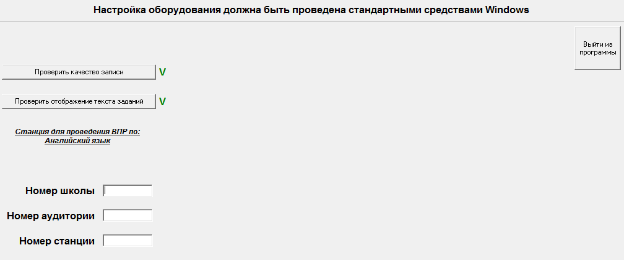 Настройка оборудования должна быть проведена стандартными средствами Windows
Выйти из
программы
Проверить качество записи
V
Проверить отображение текста заданий
V
Станция для проведения ВПР по:
Английский язык
Номер школы
Номер аудитории
Номер станции